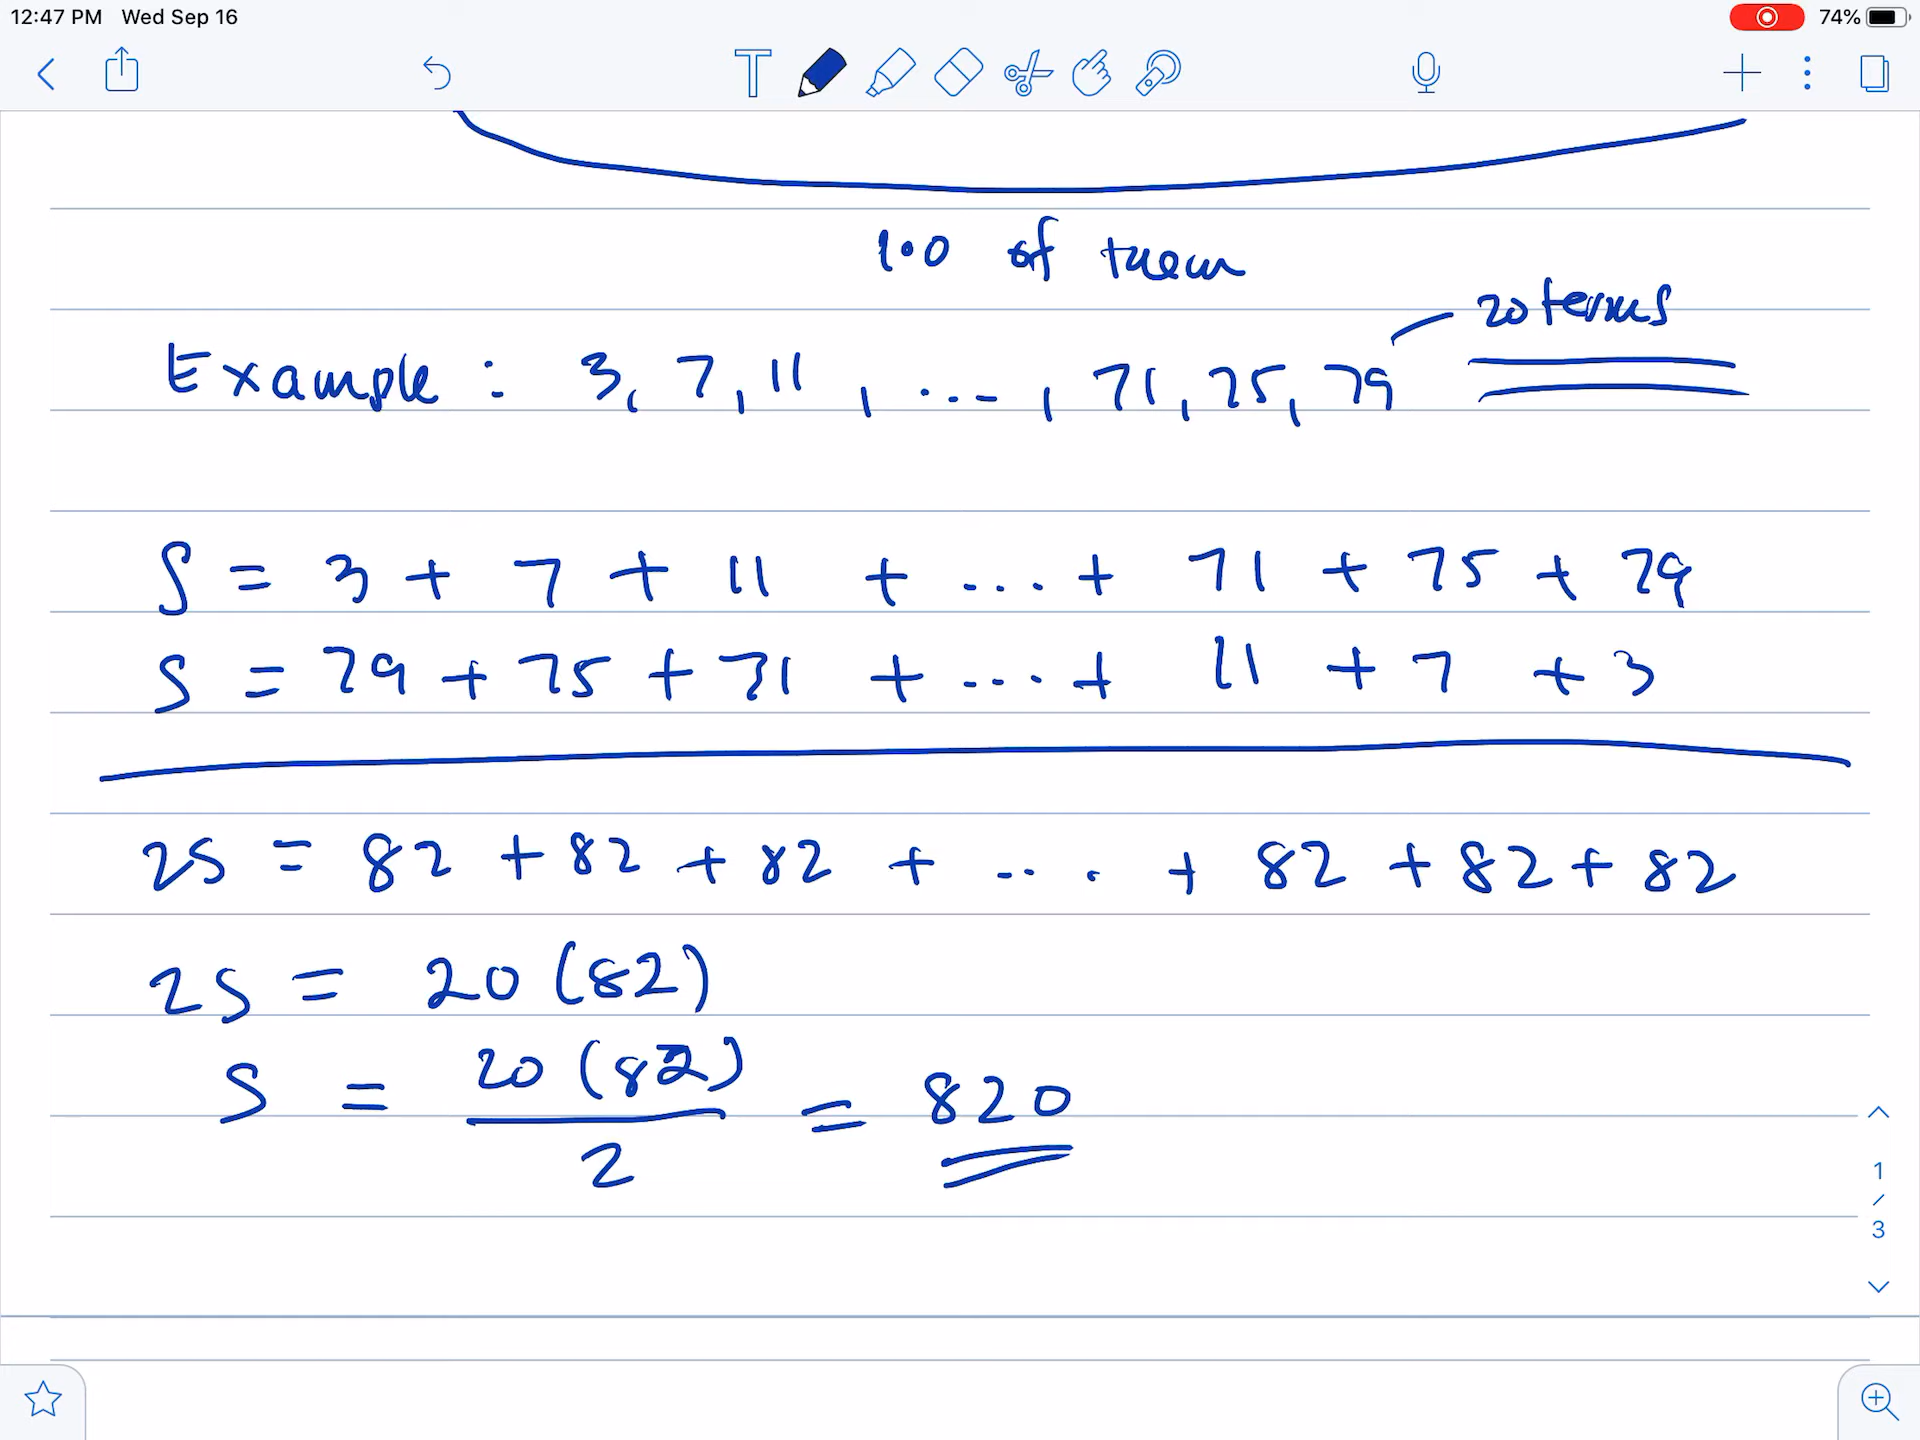 12:47 PM Wed Sep 16
74%
T
100 of them
20 terms
Example : 3, 7, 11, ..., 71, 75, 79
S = 3 + 7 + 11 + ... + 71 + 75 + 79
S = 79 + 75 + 71 + ... + 11 + 7 + 3
2S = 82 + 82 + 82 + ... + 82 + 82 + 82
2S = 20 (82)
S = 20 (82) / 2 = 820
1
/
3